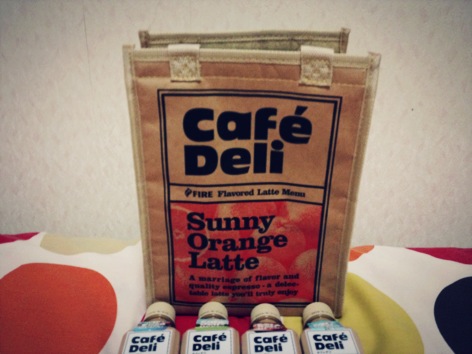 Café
Deli
FIRE Flavored Latte Menu
Sunny
Orange
Latte
A marriage of flavor and
quality espresso - a delec-
table latte you'll truly enjoy
Café
Deli
Café
Deli
Café
Deli
Café
Deli